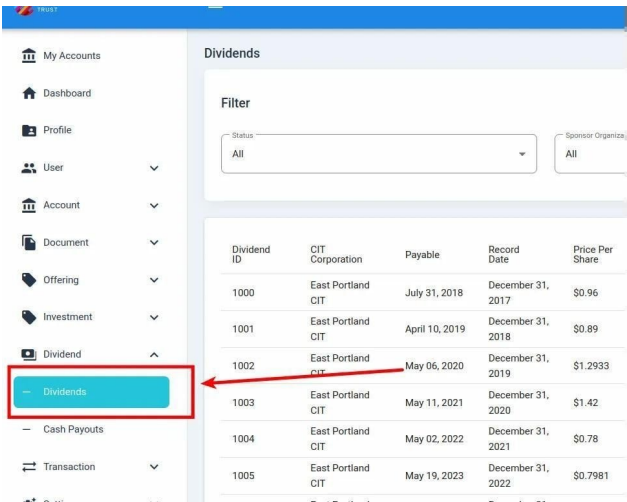 TRUST
My Accounts
Dashboard
Profile
User
Account
Document
Offering
Investment
Dividend
– Dividends
– Cash Payouts
Transaction
Dividends
Filter
Status
All
Sponsor Organiza
All
Dividend ID
CIT Corporation
Payable
Record Date
Price Per Share
1000 East Portland CIT July 31, 2018 December 31, 2017 $0.96
1001 East Portland CIT April 10, 2019 December 31, 2018 $0.89
1002 East Portland CIT May 06, 2020 December 31, 2019 $1.2933
1003 East Portland CIT May 11, 2021 December 31, 2020 $1.42
1004 East Portland CIT May 02, 2022 December 31, 2021 $0.78
1005 East Portland CIT May 19, 2023 December 31, 2022 $0.7981